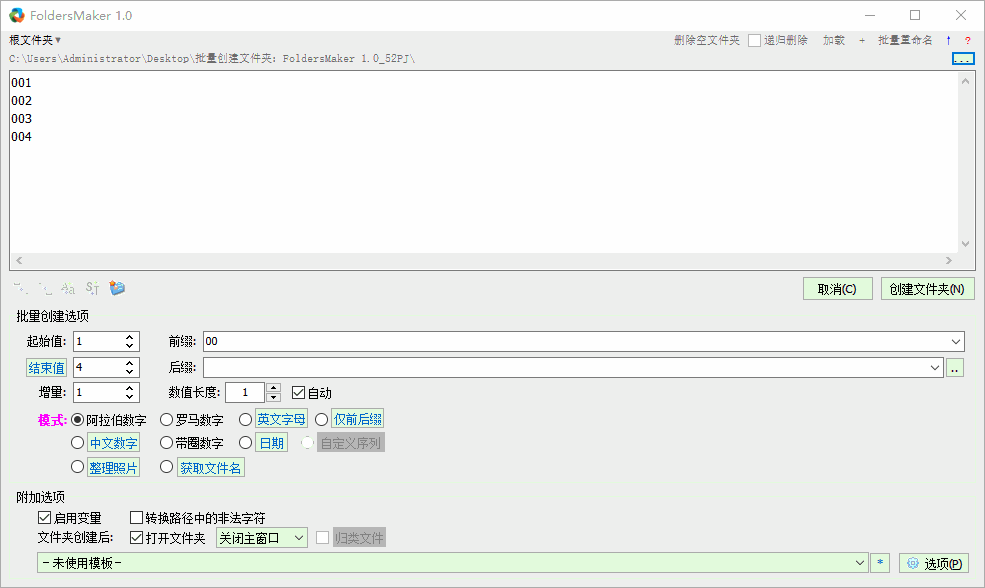 FoldersMaker 1.0
根文件夹▾ 删除空文件夹 递归删除 加载 + 批量重命名 ↑ ?
C:\Users\Administrator\Desktop\批量创建文件夹: FoldersMaker 1.0_52PJ\ ...
001
002
003
004
Aa
取消(C) 创建文件夹(N)
批量创建选项
起始值: 1 前缀: 00
结束值 4 后缀: ..
增量: 1 数值长度: 1 自动
模式: 阿拉伯数字 罗马数字 英文字母 仅前后缀
中文数字 带圈数字 日期 自定义序列
整理照片 获取文件名
附加选项
启用变量 转换路径中的非法字符
文件夹创建后: 打开文件夹 关闭主窗口 归类文件
- 未使用模板 - * 选项(P)